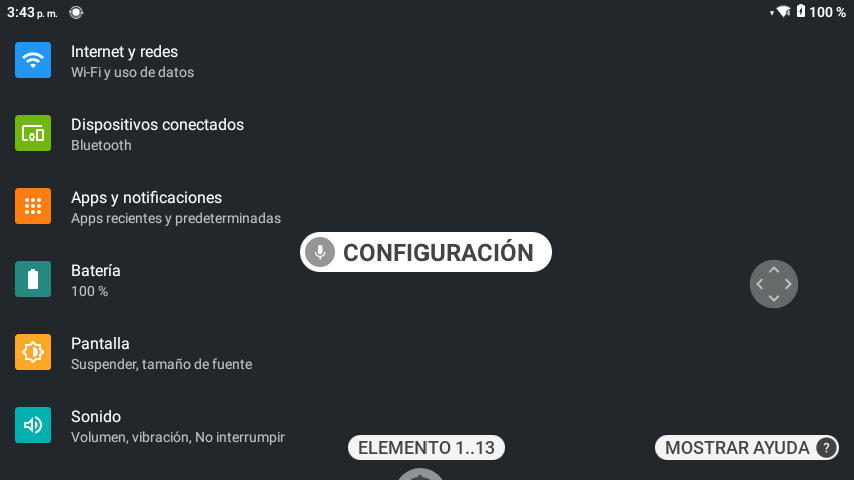 3:43 p. m.
100 %
Internet y redes
Wi-Fi y uso de datos
Dispositivos conectados
Bluetooth
Apps y notificaciones
Apps recientes y predeterminadas
CONFIGURACIÓN
Batería
100 %
Pantalla
Suspender, tamaño de fuente
Sonido
Volumen, vibración, No interrumpir
ELEMENTO 1..13
MOSTRAR AYUDA ?